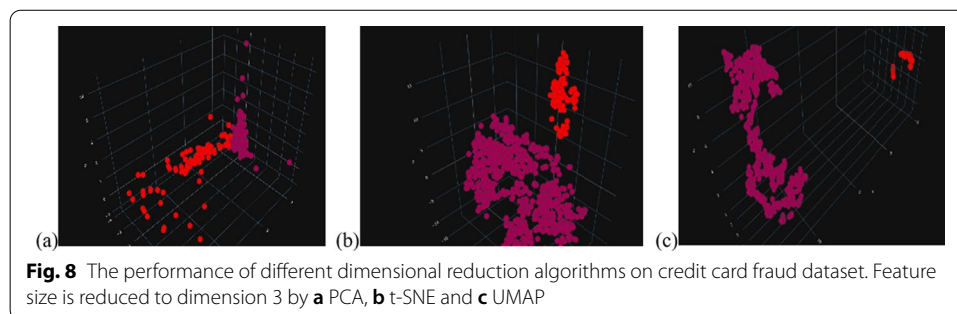 (a) (b) (c)
Fig. 8 The performance of different dimensional reduction algorithms on credit card fraud dataset. Feature
size is reduced to dimension 3 by a PCA, b t-SNE and c UMAP